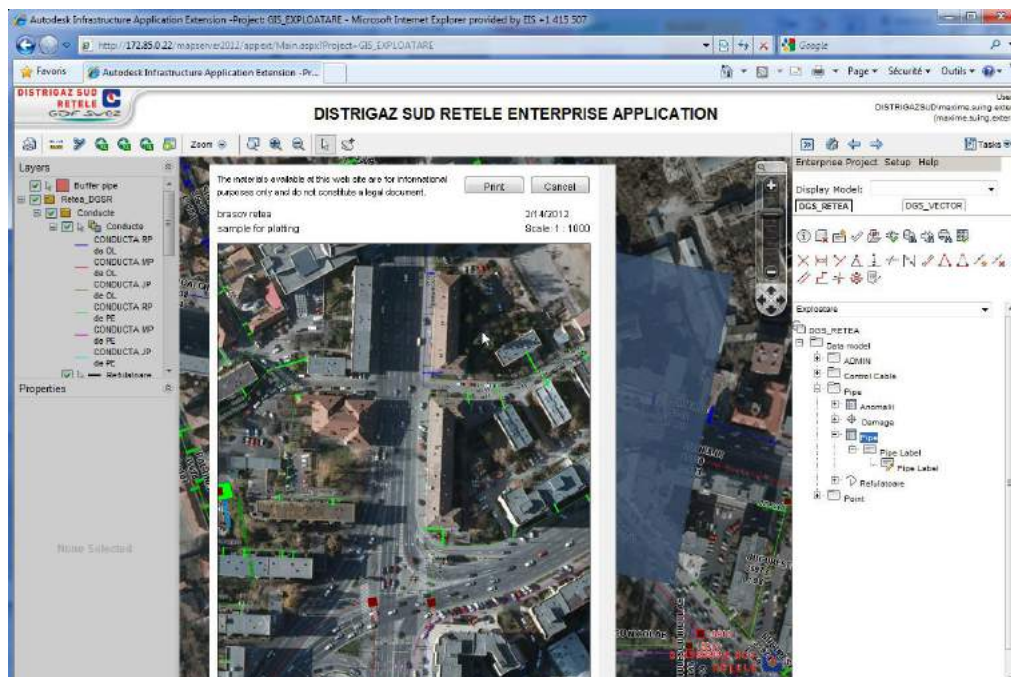 Autodesk Infrastructure Application Extension -Project: GIS_EXPLOATARE - Microsoft Internet Explorer provided by EIS +1 415 507
http://172.85.0.22/mapserver2012/appext/Main.aspx?Project=GIS_EXPLOATARE
Google
Favoris
Autodesk Infrastructure Application Extension -Pr...
Page
Sécurité
Outils
DISTRIGAZ SUD
RETELE
GDF SUEZ
DISTRIGAZ SUD RETELE ENTERPRISE APPLICATION
Zoom
Tasks
Layers
Buffer pipe
Retea_DGSR
Conducte
Conducte
CONDUCTA RP
de OL
CONDUCTA MP
de OL
CONDUCTA JP
de OL
CONDUCTA RP
de PE
CONDUCTA MP
de PE
CONDUCTA JP
de PE
Refulatoare
Properties
None Selected
The materials available at this web site are for informational
purposes only and do not constitute a legal document.
Print
Cancel
brasov retea
2/14/2012
sample for plotting
Scale: 1 : 1000
Enterprise Project Setup Help
Display Model:
DGS_RETEA
DGS_VECTOR
Exploatare
DGS_RETEA
Data model
ADMIN
Control Cable
Pipe
Anomalii
Damage
Pipe
Pipe Label
Pipe Label
Refulatoare
Point